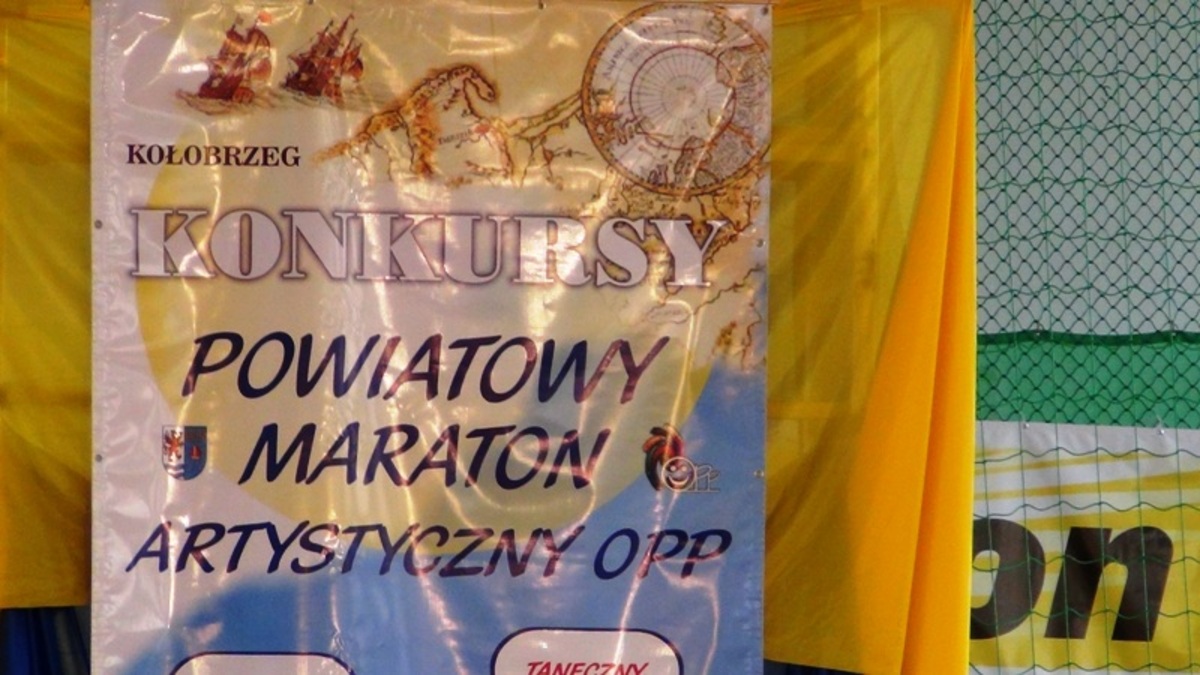 KOŁOBRZEG
KONKURSY
POWIATOWY
MARATON
ARTYSTYCZNY OPP
TANECZNY
on